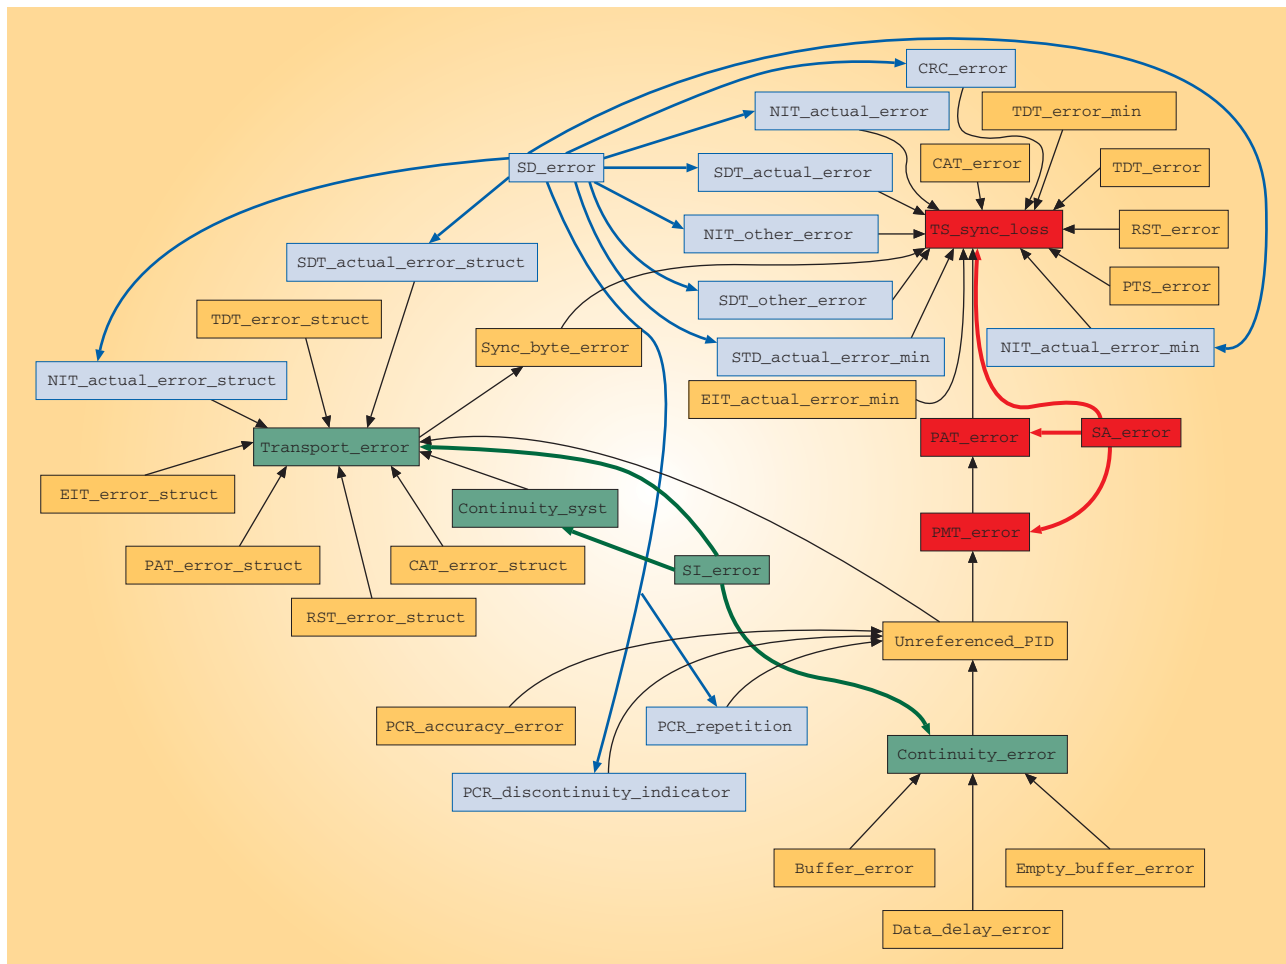 CRC_error
NIT_actual_error
TDT_error_min
SD_error
SDT_actual_error
CAT_error
TDT_error
NIT_other_error
TS_sync_loss
RST_error
SDT_actual_error_struct
SDT_other_error
PTS_error
TDT_error_struct
Sync_byte_error
STD_actual_error_min
NIT_actual_error_min
NIT_actual_error_struct
EIT_actual_error_min
Transport_error
PAT_error
SA_error
EIT_error_struct
Continuity_syst
PMT_error
PAT_error_struct
CAT_error_struct
SI_error
RST_error_struct
Unreferenced_PID
PCR_accuracy_error
PCR_repetition
Continuity_error
PCR_discontinuity_indicator
Buffer_error
Empty_buffer_error
Data_delay_error